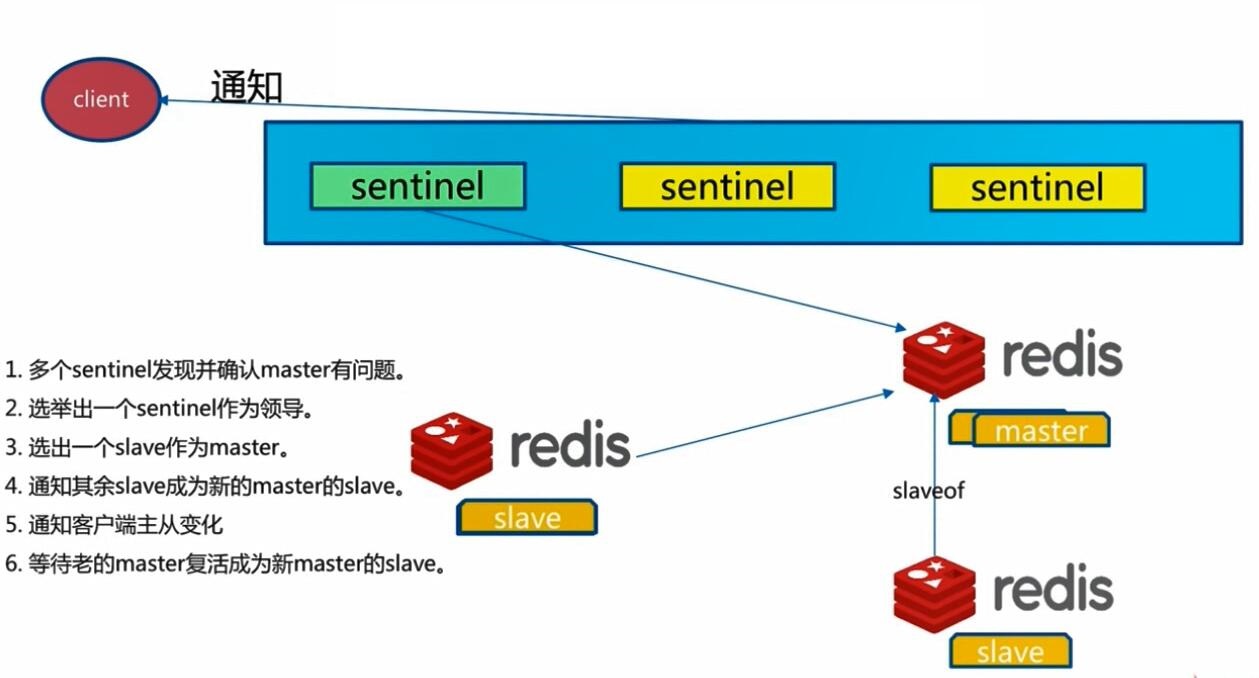 通知
client
sentinel
sentinel
sentinel
redis
master
1. 多个sentinel发现并确认master有问题。
2. 选举出一个sentinel作为领导。
3. 选出一个slave作为master。
4. 通知其余slave成为新的master的slave。
5. 通知客户端主从变化
6. 等待老的master复活成为新master的slave。
redis
slave
slaveof
redis
slave